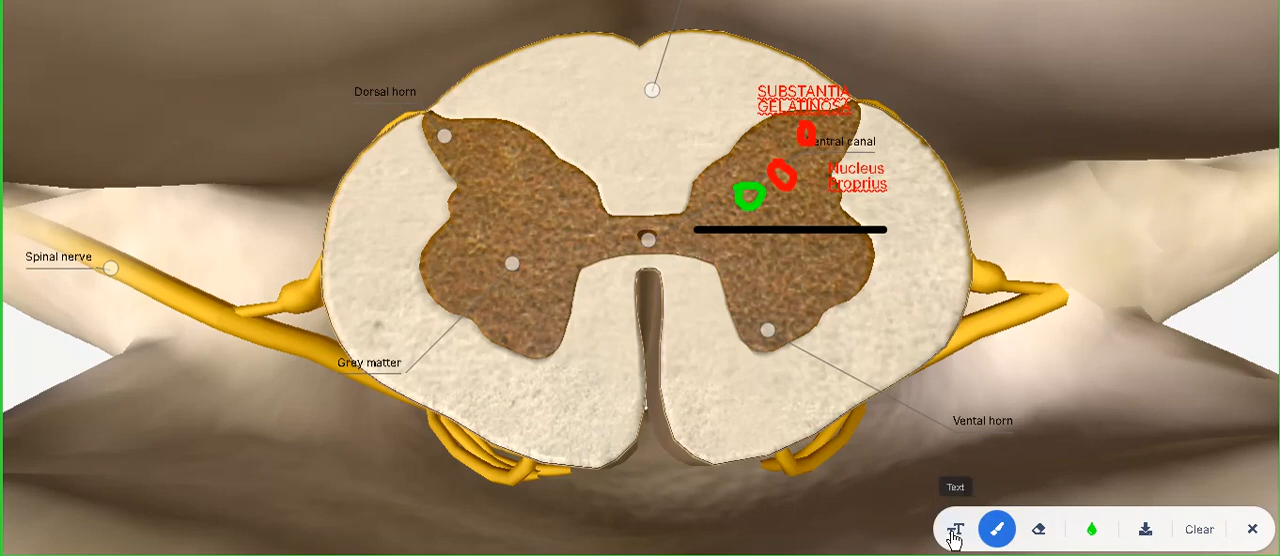 Dorsal horn
SUBSTANTIA
GELATINOSA
entral canal
Nucleus
Proprius
Spinal nerve
Grey matter
Vental horn
Text
T
Clear